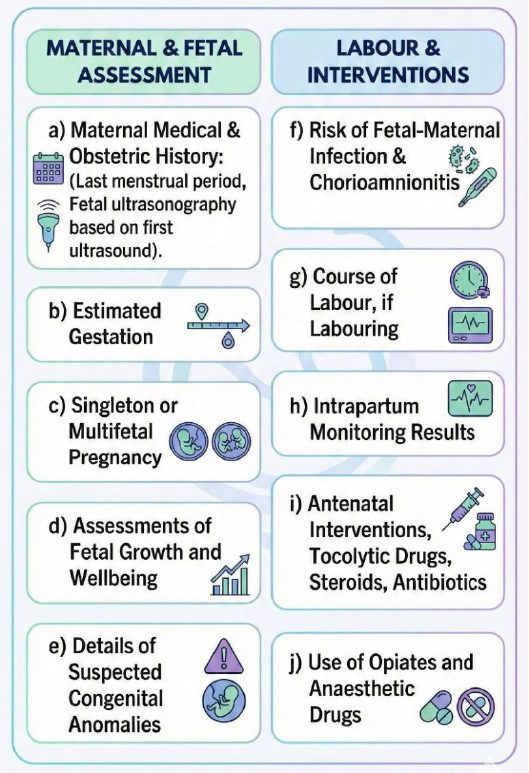 MATERNAL & FETAL
ASSESSMENT
a) Maternal Medical &
Obstetric History:
(Last menstrual period,
Fetal ultrasonography
based on first
ultrasound).
b) Estimated
Gestation
c) Singleton or
Multifetal
Pregnancy
d) Assessments of
Fetal Growth and
Wellbeing
e) Details of
Suspected
Congenital
Anomalies
LABOUR &
INTERVENTIONS
f) Risk of Fetal-Maternal
Infection &
Chorioamnionitis
g) Course of
Labour, if
Labouring
h) Intrapartum
Monitoring Results
i) Antenatal
Interventions,
Tocolytic Drugs,
Steroids, Antibiotics
j) Use of Opiates and
Anaesthetic
Drugs